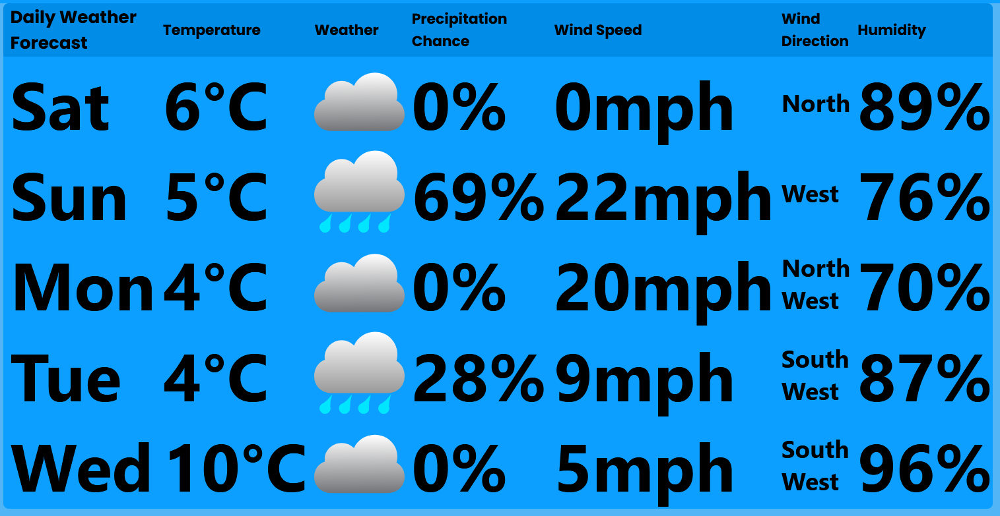 Daily Weather Forecast Temperature Weather Precipitation Chance Wind Speed Wind Direction Humidity
Sat 6°C 0% 0mph North 89%
Sun 5°C 69% 22mph West 76%
Mon 4°C 0% 20mph North West 70%
Tue 4°C 28% 9mph South West 87%
Wed 10°C 0% 5mph South West 96%